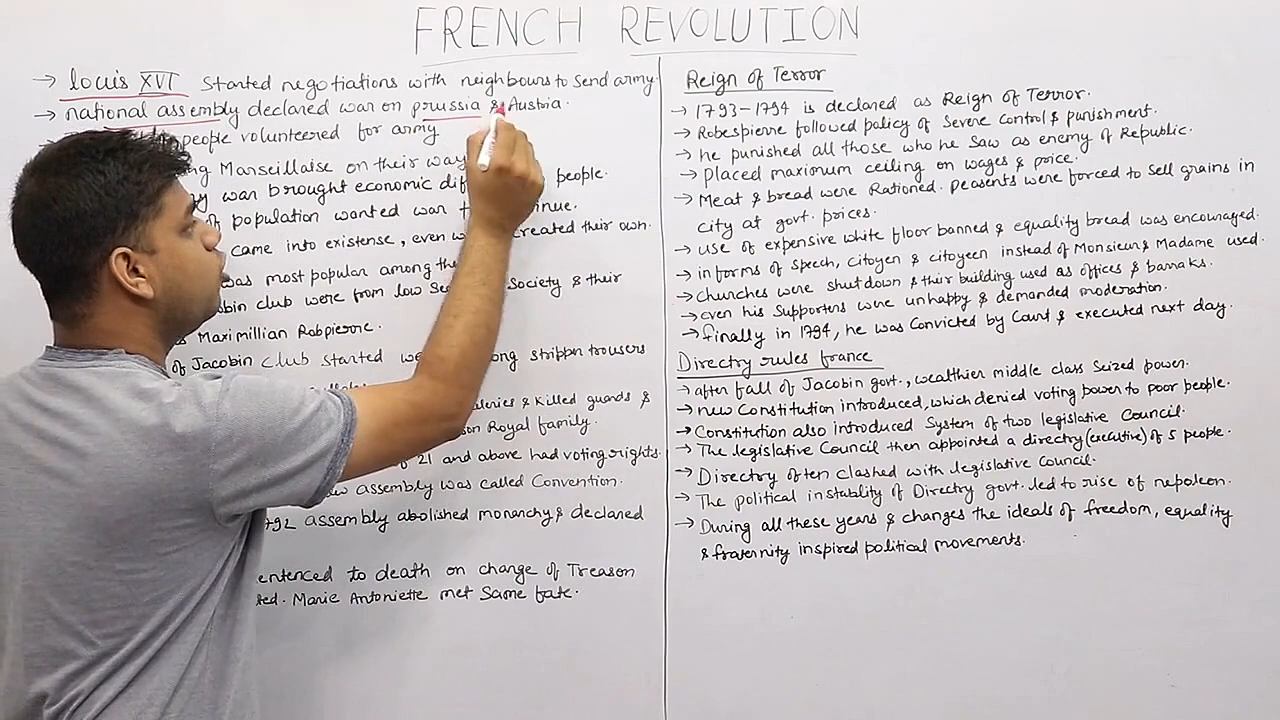 FRENCH REVOLUTION
→ Locus XVI Started negotiations with neighbours to Send army.
→ national assembly declared war on prussia & Austria.
people volunteered for army
Marseillaise on their way
war brought economic people.
of population wanted war
came into existense, even created their own.
was most popular among the
club were from low Society & their
Maximillian Robpierre.
of Jacobin club started long strippn trousers
& killed guards &
Royal family.
of 21 and above had voting rights.
assembly was called Convention.
1792 assembly abolished monarchy & declared
sentenced to death on change of Treason
Marie Antoniette met Same fate.
Reign of Terror
→ 1793-1794 is declared as Reign of Terror.
→ Robespierre followed policy of Severe Control & punishment.
→ he punished all those who he Saw as enemy of Republic.
→ placed maximum ceiling on wages & price.
→ Meat & bread were Rationed. peasents were forced to sell grains in
city at govt. prices.
→ use of expensive white floor banned & equality bread was encouraged.
→ in forms of speech, citoyen & citoyeen instead of Monsieur & Madame used.
→ churches were shut down & their building used as offices & barraks.
→ even his Supporters were unhappy & demanded moderation.
→ finally in 1794, he was Convicted by Court & executed next day.
Directry rules france
→ after fall of Jacobin govt., wealthier middle class Seized power.
→ new Constitution introduced, which denied voting power to poor people.
→ Constitution also introduced System of two legislative Council.
→ The legislative Council then appointed a directry (executive) of 5 people.
→ Directry often clashed with legislative Council.
→ The political instablity of Directry govt. led to rise of nepoleon.
→ During all these years & changes the ideals of freedom, equality
& fraternity inspired political movements.